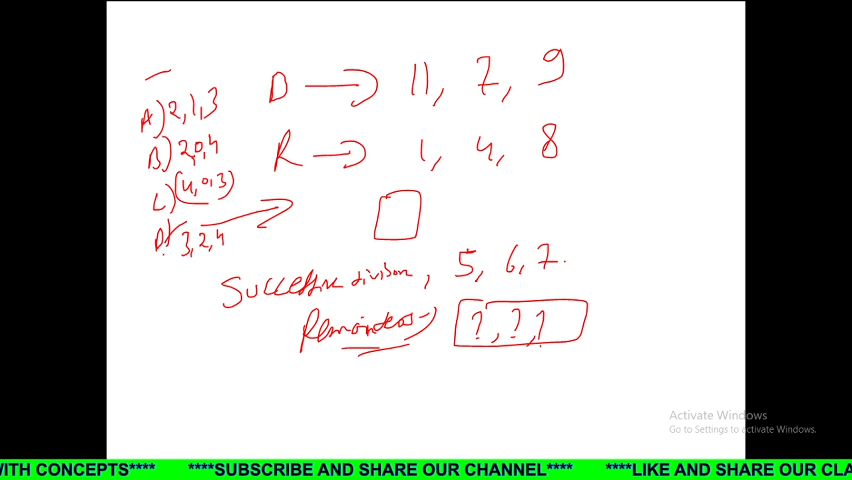 D → 11, 7, 9
A) 2, 1, 3
R → 1, 4, 8
B) 2, 0, 4
C) (4, 0, 3)
D) 3, 2, 4
Successive division, 5, 6, 7.
Remainders → ?, ?, ?
Activate Windows
Go to Settings to activate Windows.
WITH CONCEPTS**** ****SUBSCRIBE AND SHARE OUR CHANNEL**** ****LIKE AND SHARE OUR CLA